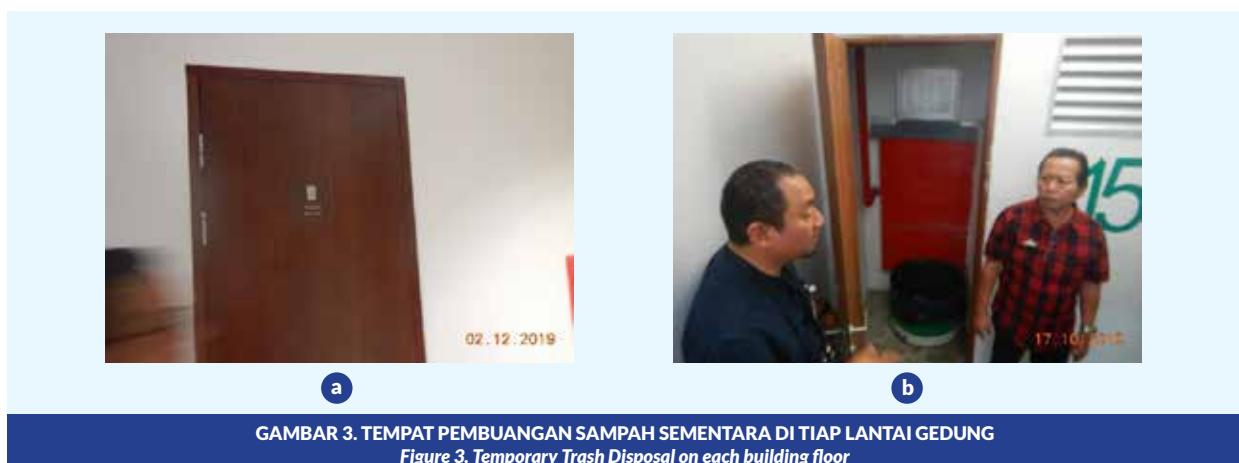 15
02.12.2019
a
b
GAMBAR 3. TEMPAT PEMBUANGAN SAMPAH SEMENTARA DI TIAP LANTAI GEDUNG
Figure 3. Temporary Trash Disposal on each building floor